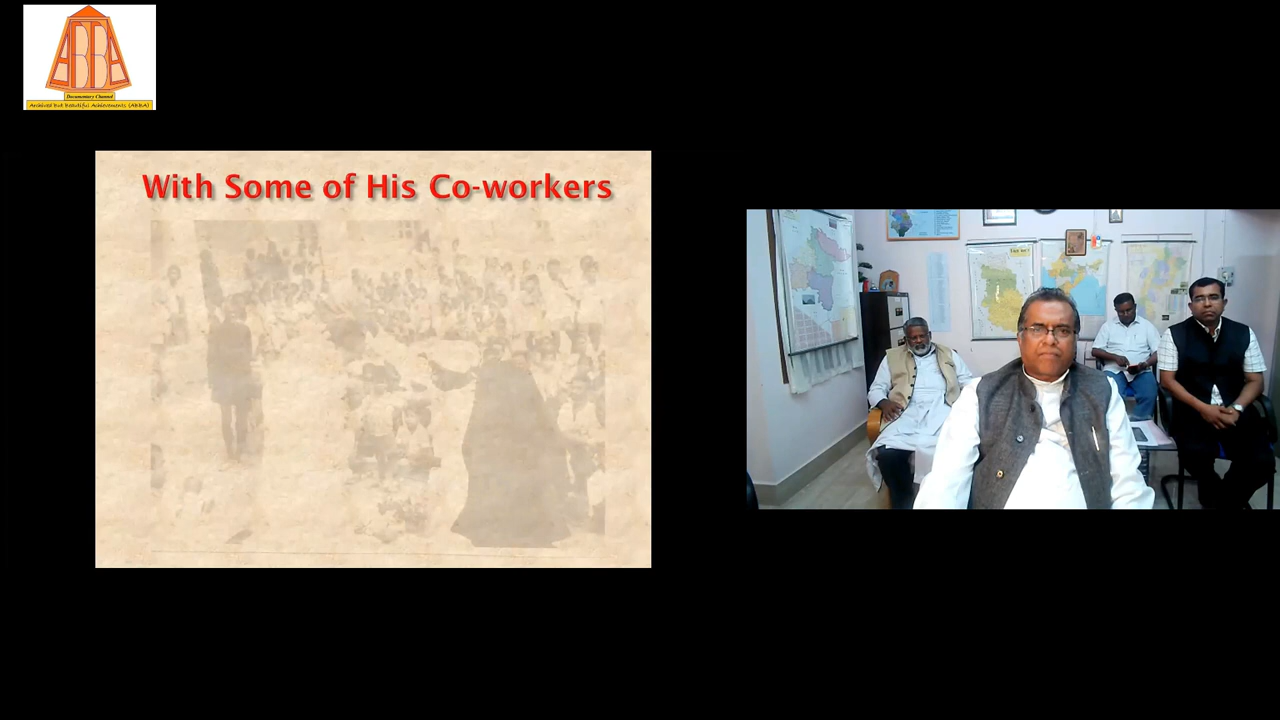 ABBA
Documentary Channel
Archived but Beautiful Achievements (ABBA)
With Some of His Co-workers